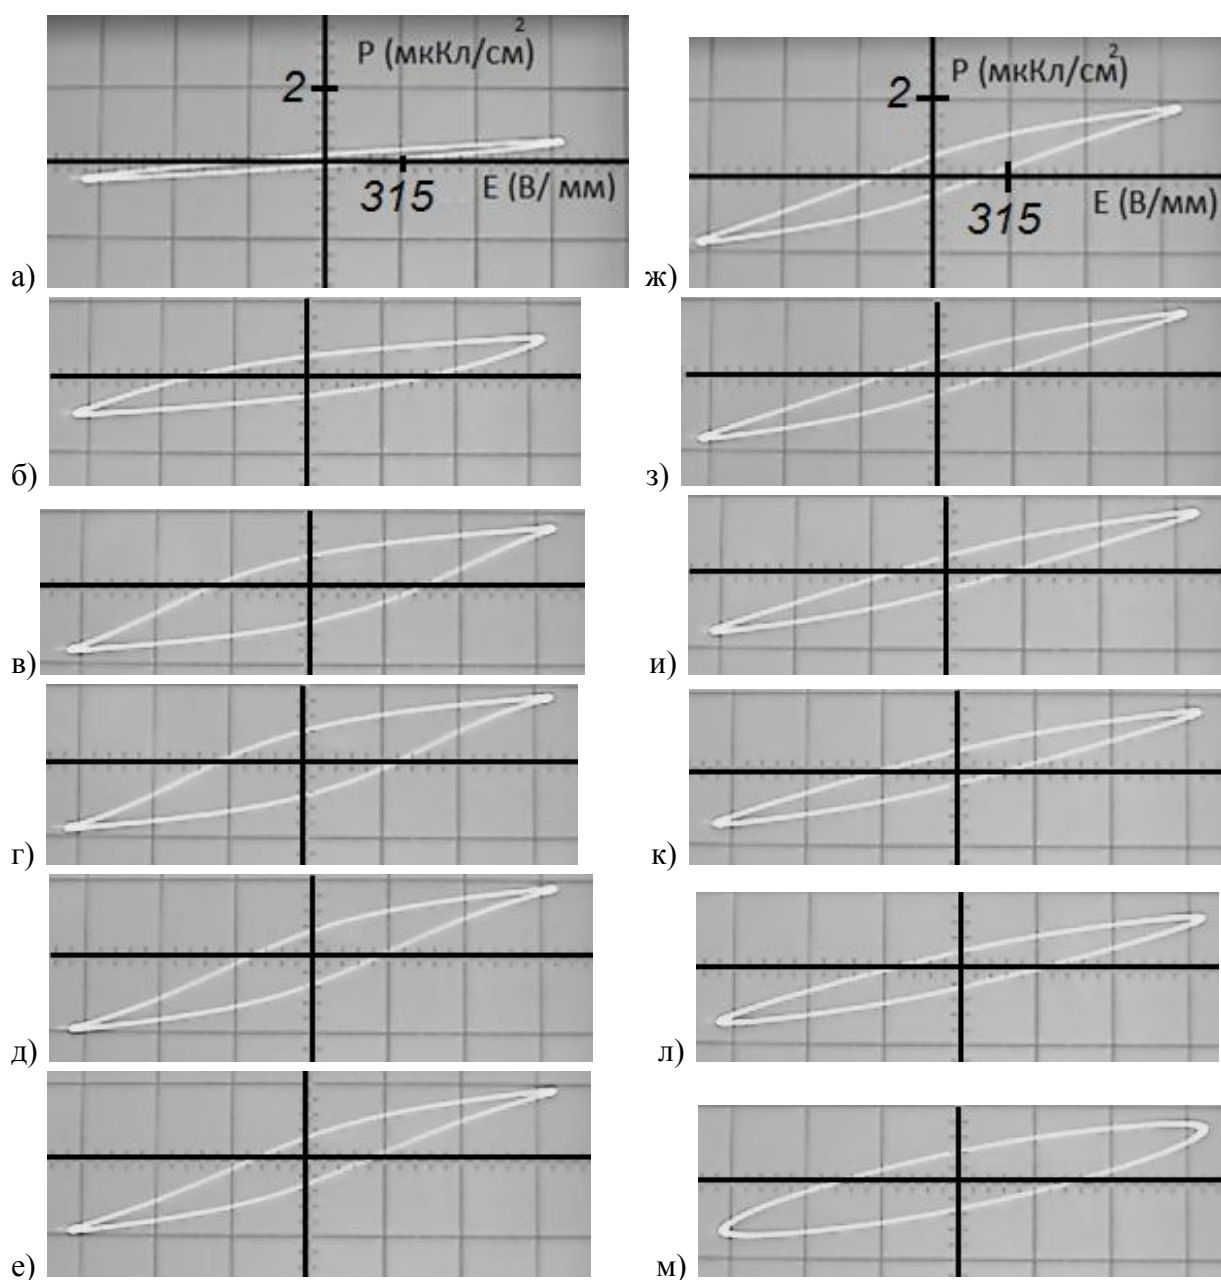 P (мкКл/см²)
2
315
E (В/ мм)
а)
P (мкКл/см²)
2
315
E (В/мм)
ж)
б)
з)
в)
и)
г)
к)
д)
л)
е)
м)